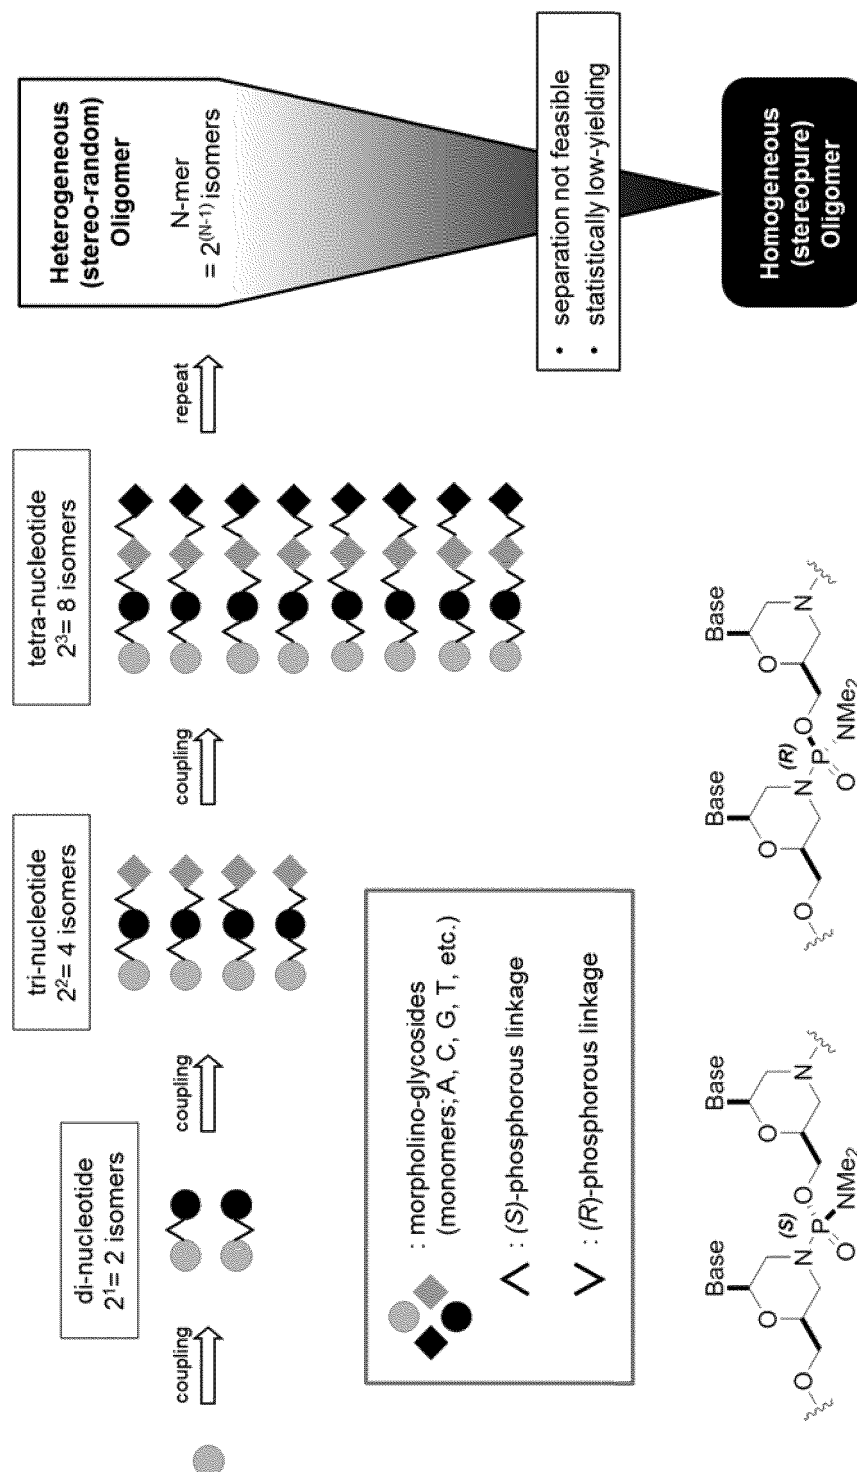 coupling
di-nucleotide
2¹= 2 isomers
coupling
tri-nucleotide
2²= 4 isomers
coupling
tetra-nucleotide
2³= 8 isomers
repeat
Heterogeneous
(stereo-random)
Oligomer
N-mer
= 2⁽ᴺ⁻¹⁾ isomers
• separation not feasible
• statistically low-yielding
Homogeneous
(stereopure)
Oligomer
: morpholino-glycosides
(monomers; A, C, G, T, etc.)
: (S)-phosphorous linkage
: (R)-phosphorous linkage
Base
Base
O
O
O
N
(S)
P
O
O
NMe₂
N
Base
Base
O
O
O
N
(R)
P
O
O
NMe₂
N